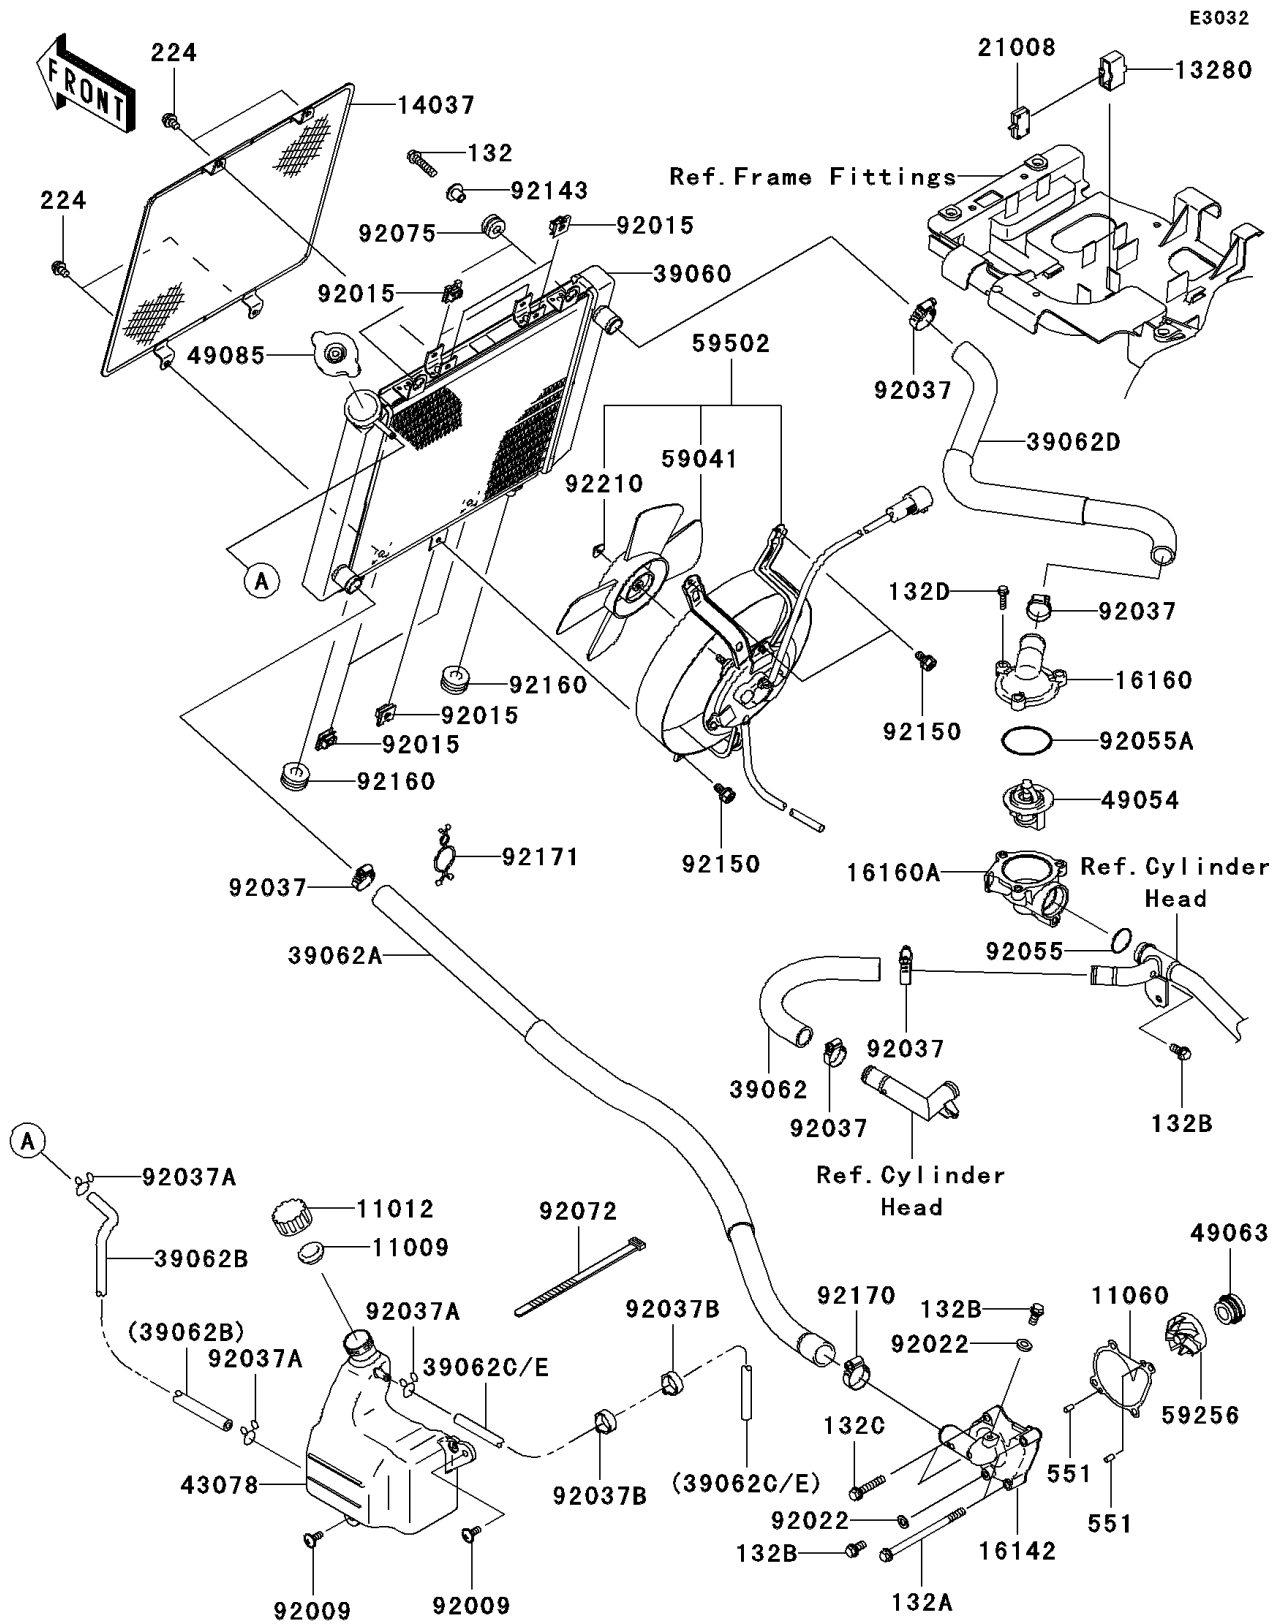 E3032
224
21008
13280
FRONT
14037
132
Ref.Frame Fittings
92143
224
92075
92015
39060
92015
49085
59502
92037
39062D
59041
92210
A
132D
92037
92160
16160
92015
92015
92150
92055A
92160
49054
92171
92150
16160A
Ref.Cylinder
Head
92037
39062A
92055
92037
39062
132B
92037
A
92037A
Ref.Cylinder
Head
11012
92072
11009
39062B
49063
92037A
92170
132B
11060
92037B
(39062B)
92037A
39062C/E
92022
59256
132C
43078
92037B
(39062C/E)
551
92022
551
132B
16142
92009
92009
132A